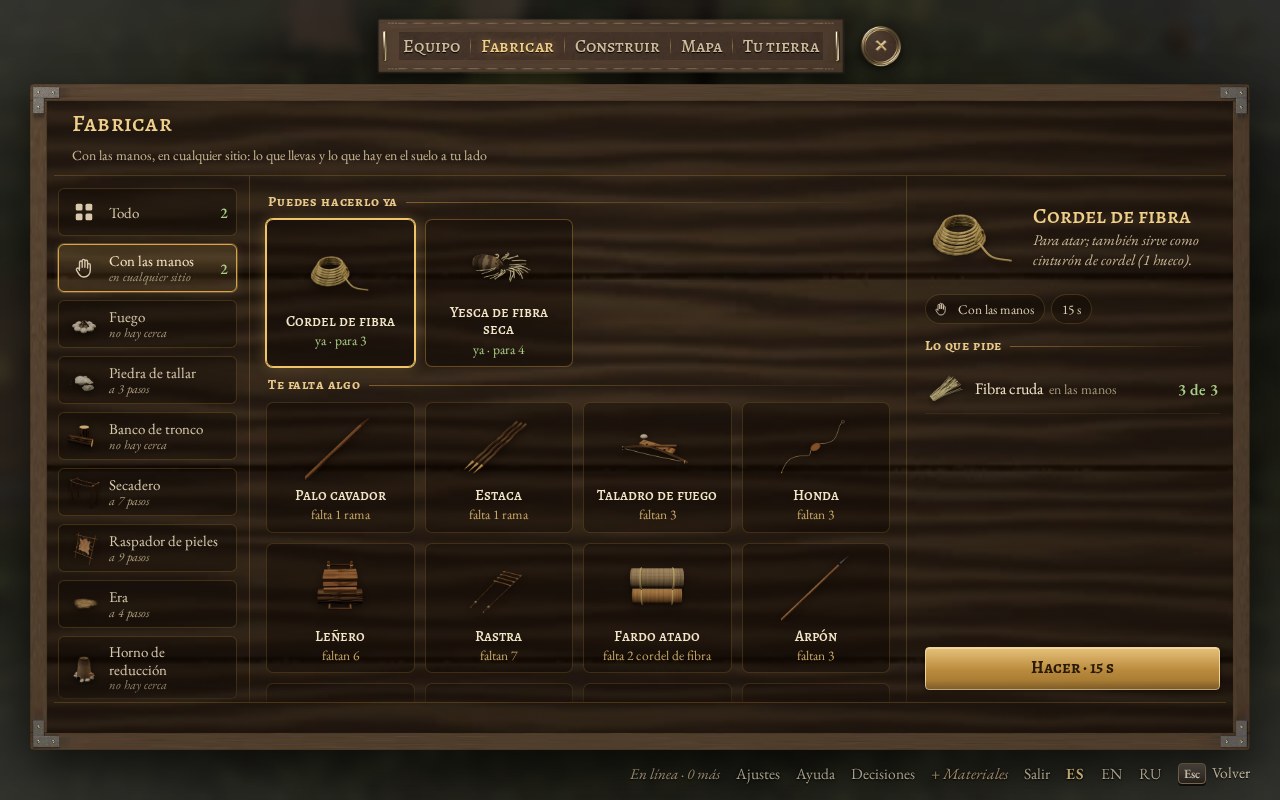 Equipo
Fabricar
Construir
Mapa
Tu tierra
Fabricar
Con las manos, en cualquier sitio: lo que llevas y lo que hay en el suelo a tu lado
Todo 2
Con las manos 2
en cualquier sitio
Fuego
no hay cerca
Piedra de tallar
a 3 pasos
Banco de tronco
no hay cerca
Secadero
a 7 pasos
Raspador de pieles
a 9 pasos
Era
a 4 pasos
Horno de
reducción
no hay cerca
Puedes hacerlo ya
Cordel de fibra
ya · para 3
Yesca de fibra
seca
ya · para 4
Te falta algo
Palo cavador
falta 1 rama
Estaca
falta 1 rama
Taladro de fuego
faltan 3
Honda
faltan 3
Leñero
faltan 6
Rastra
faltan 7
Fardo atado
falta 2 cordel de fibra
Arpón
faltan 3
Cordel de fibra
Para atar; también sirve como
cinturón de cordel (1 hueco).
Con las manos
15 s
Lo que pide
Fibra cruda en las manos 3 de 3
Hacer · 15 s
En línea · 0 más
Ajustes
Ayuda
Decisiones
+ Materiales
Salir
ES
EN
RU
Esc Volver